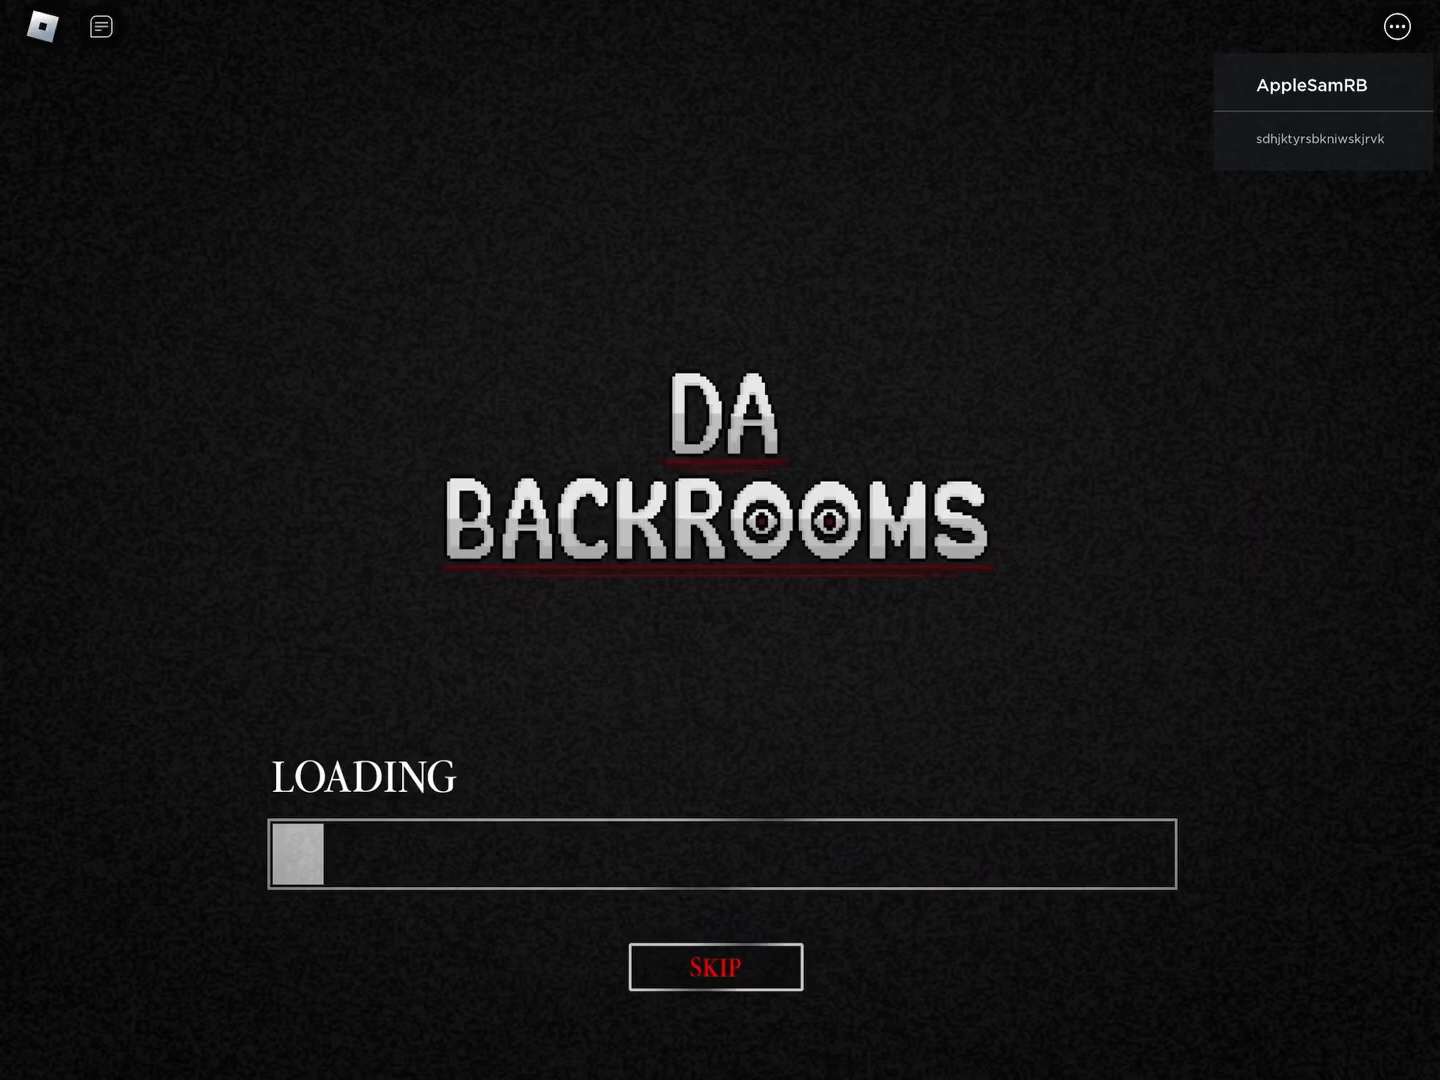 AppleSamRB
sdhjktyrsbkniwskjrvk
DA
BACKROOMS
LOADING
SKIP